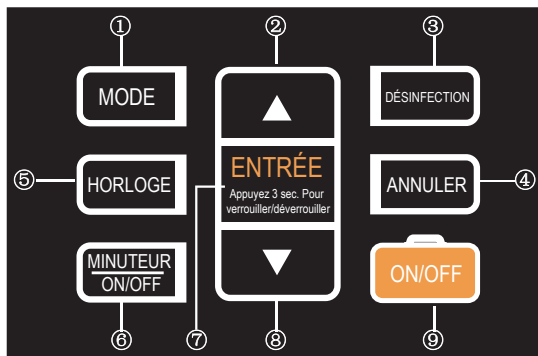 ① ② ③
MODE
▲
DÉSINFECTION
⑤
HORLOGE
ENTRÉE
Appuyez 3 sec. Pour
verrouiller/déverrouiller
ANNULER
④
MINUTEUR
ON/OFF
▼
ON/OFF
⑥ ⑦ ⑧ ⑨